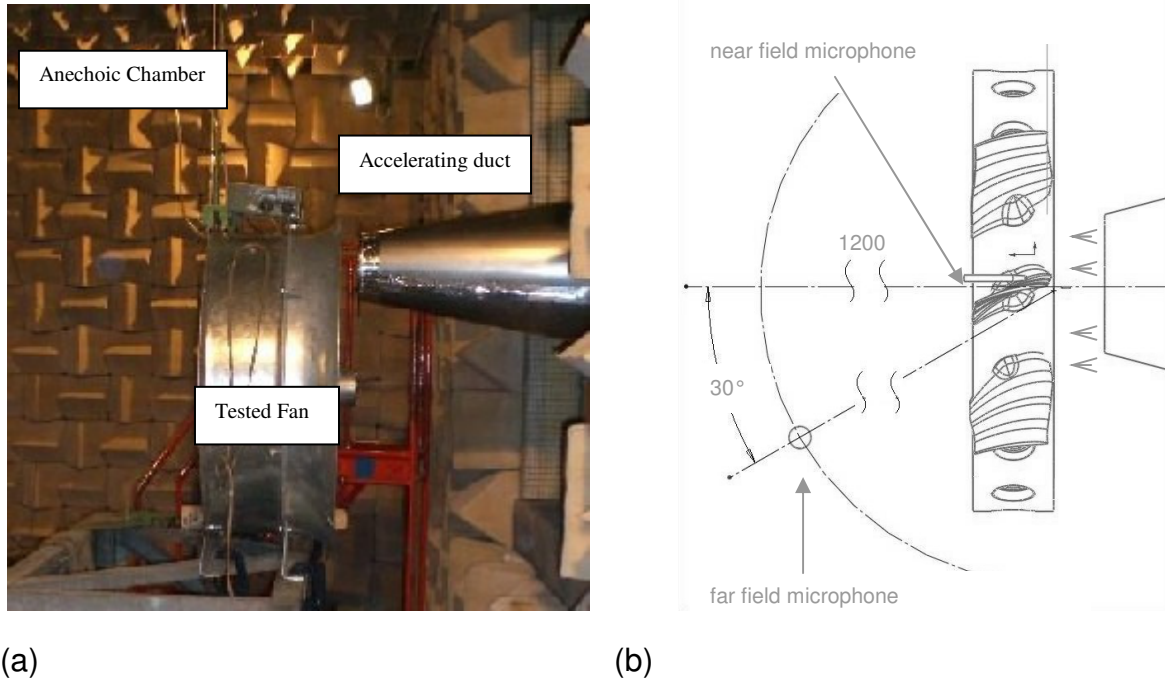 Anechoic Chamber
Accelerating duct
Tested Fan
near field microphone
1200
30°
far field microphone
(a)
(b)